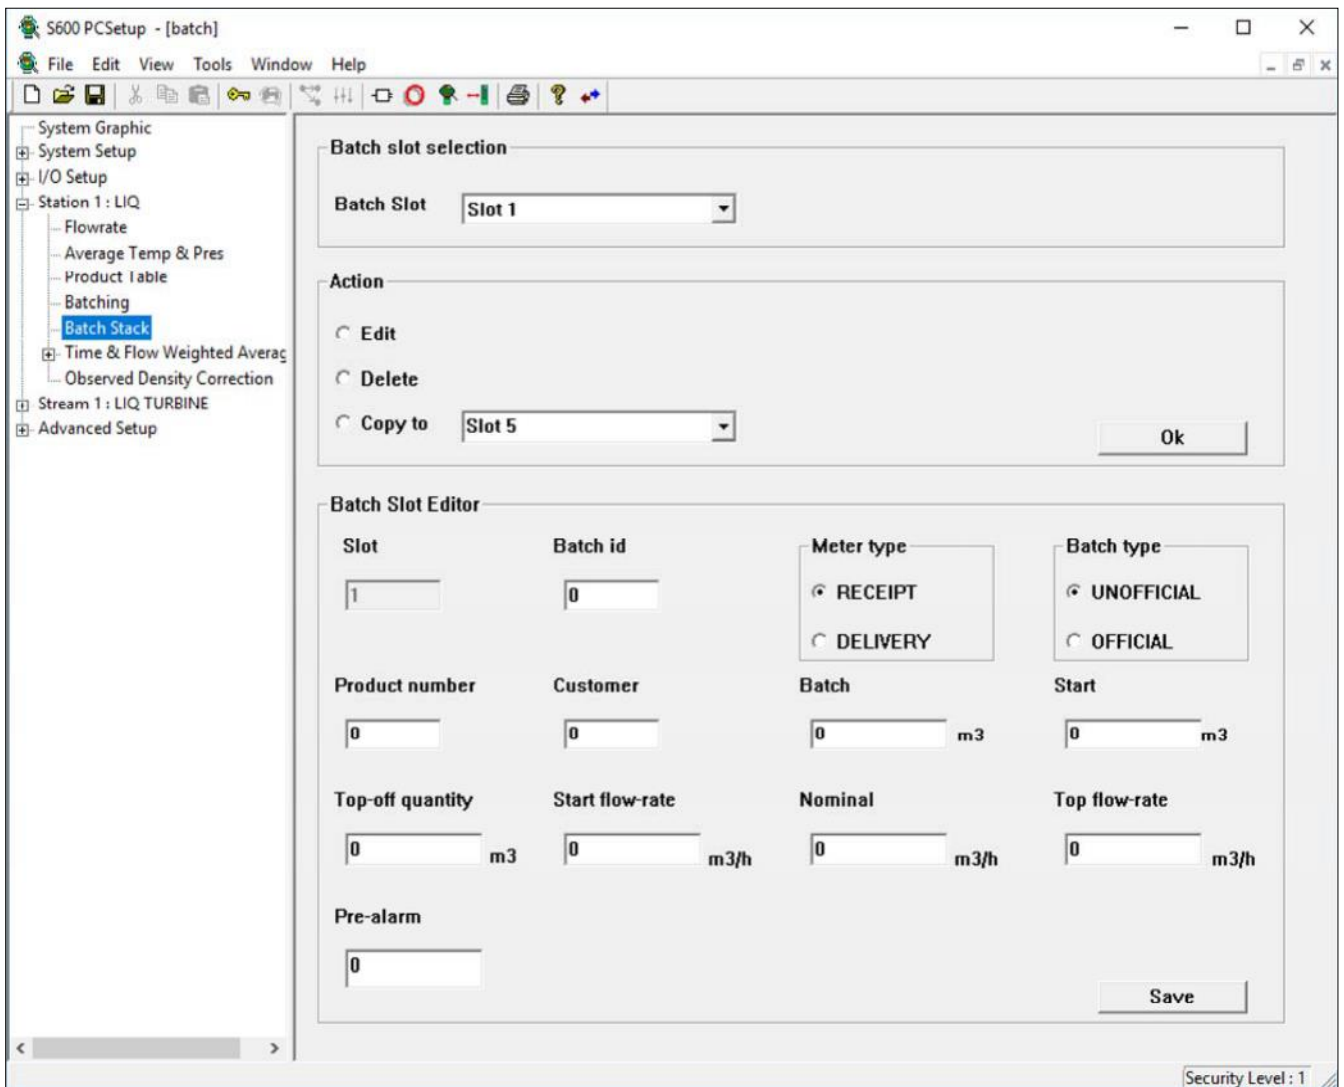 S600 PCSetup - [batch]
File Edit View Tools Window Help
System Graphic
System Setup
I/O Setup
Station 1 : LIQ
Flowrate
Average Temp & Pres
Product Table
Batching
Batch Stack
Time & Flow Weighted Averag
Observed Density Correction
Stream 1 : LIQ TURBINE
Advanced Setup
Batch slot selection
Batch Slot Slot 1
Action
Edit
Delete
Copy to Slot 5
Ok
Batch Slot Editor
Slot Batch id Meter type Batch type
1 0 RECEIPT UNOFFICIAL
DELIVERY OFFICIAL
Product number Customer Batch Start
0 0 0 m3 0 m3
Top-off quantity Start flow-rate Nominal Top flow-rate
0 m3 0 m3/h 0 m3/h 0 m3/h
Pre-alarm
0
Save
Security Level : 1